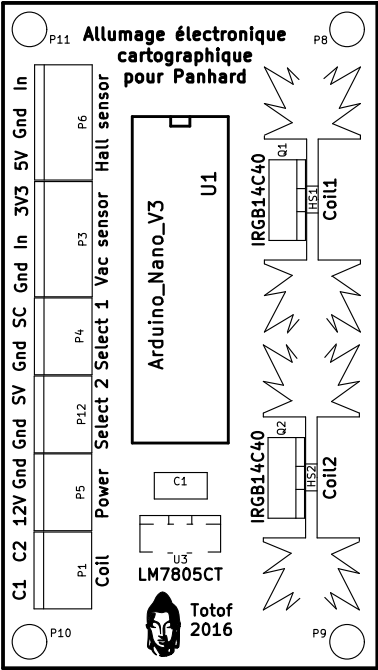 Allumage électronique
cartographique
pour Panhard
P11
P8
In
Gnd
5V
P6
Hall sensor
3V3
In
Gnd
P3
Vac sensor
SC
Gnd
P4
Select 1
SV
Gnd
P12
Select 2
Gnd
12V
P5
Power
C2
C1
P1
Coil
U1
Arduino_Nano_V3
C1
U3
LM7805CT
Q1
IRGB14C40
HS1
Coil1
Q2
IRGB14C40
HS2
Coil2
P10
Totof
2016
P9